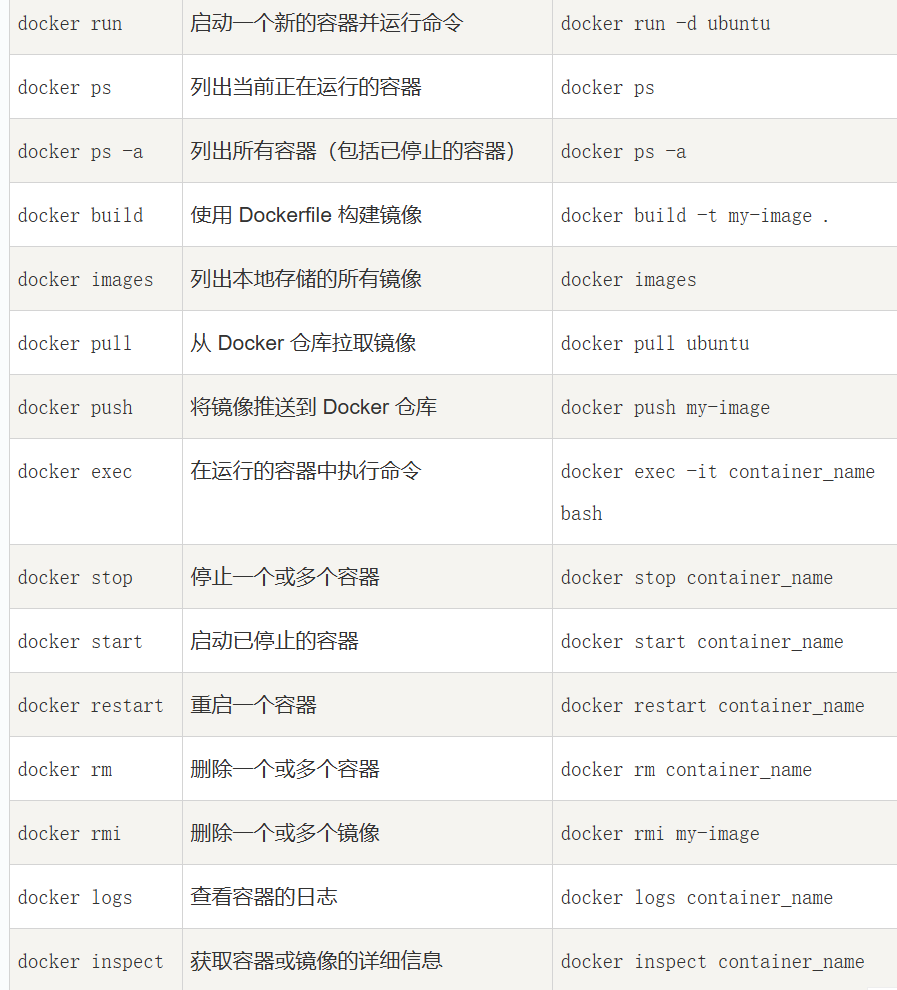 docker run 启动一个新的容器并运行命令 docker run -d ubuntu
docker ps 列出当前正在运行的容器 docker ps
docker ps -a 列出所有容器（包括已停止的容器） docker ps -a
docker build 使用 Dockerfile 构建镜像 docker build -t my-image .
docker images 列出本地存储的所有镜像 docker images
docker pull 从 Docker 仓库拉取镜像 docker pull ubuntu
docker push 将镜像推送到 Docker 仓库 docker push my-image
docker exec 在运行的容器中执行命令 docker exec -it container_name
bash
docker stop 停止一个或多个容器 docker stop container_name
docker start 启动已停止的容器 docker start container_name
docker restart 重启一个容器 docker restart container_name
docker rm 删除一个或多个容器 docker rm container_name
docker rmi 删除一个或多个镜像 docker rmi my-image
docker logs 查看容器的日志 docker logs container_name
docker inspect 获取容器或镜像的详细信息 docker inspect container_name